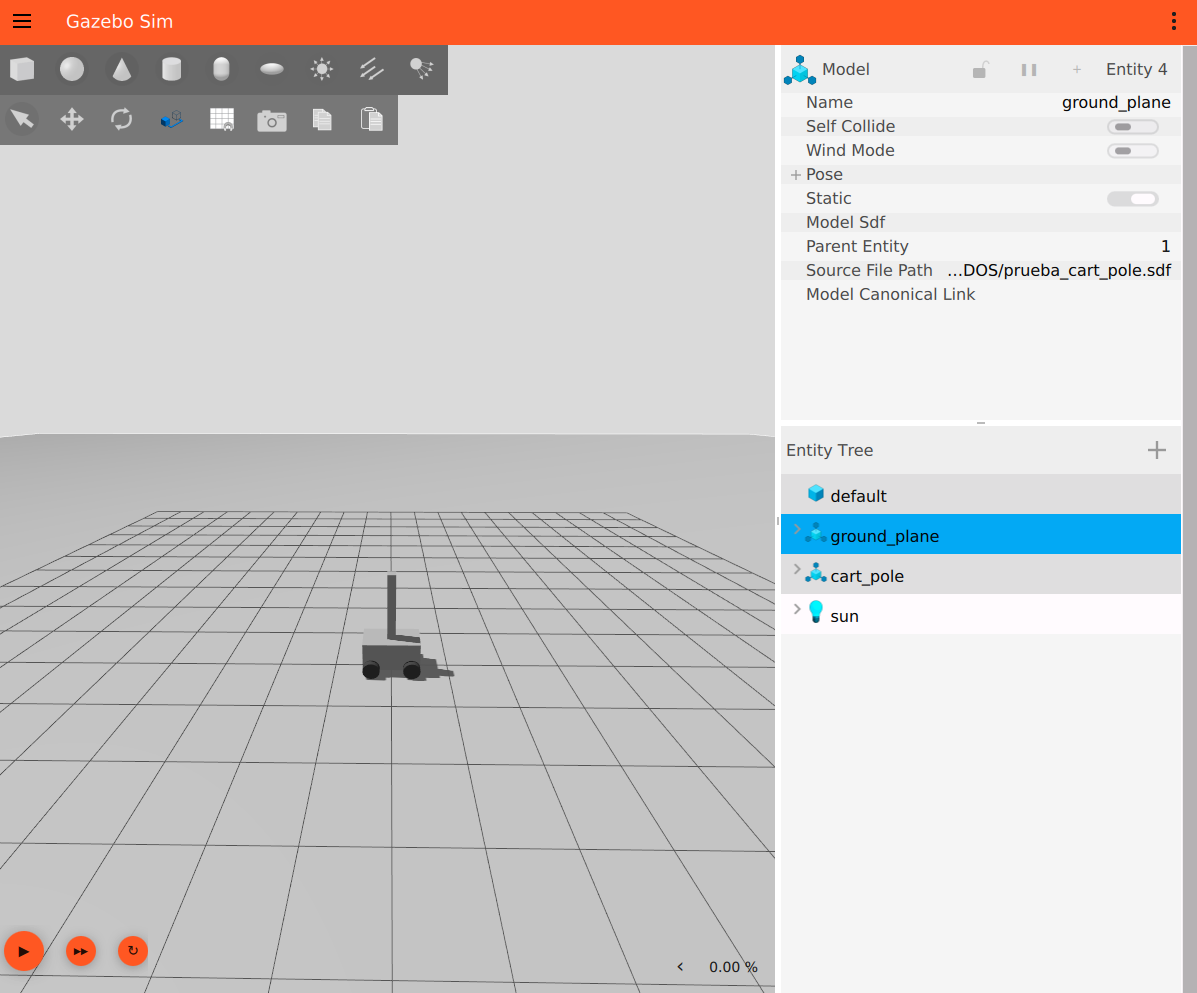 Gazebo Sim
Model
Entity 4
Name
ground_plane
Self Collide
Wind Mode
Pose
Static
Model Sdf
Parent Entity
1
Source File Path
...DOS/prueba_cart_pole.sdf
Model Canonical Link
Entity Tree
default
ground_plane
cart_pole
sun
0.00 %